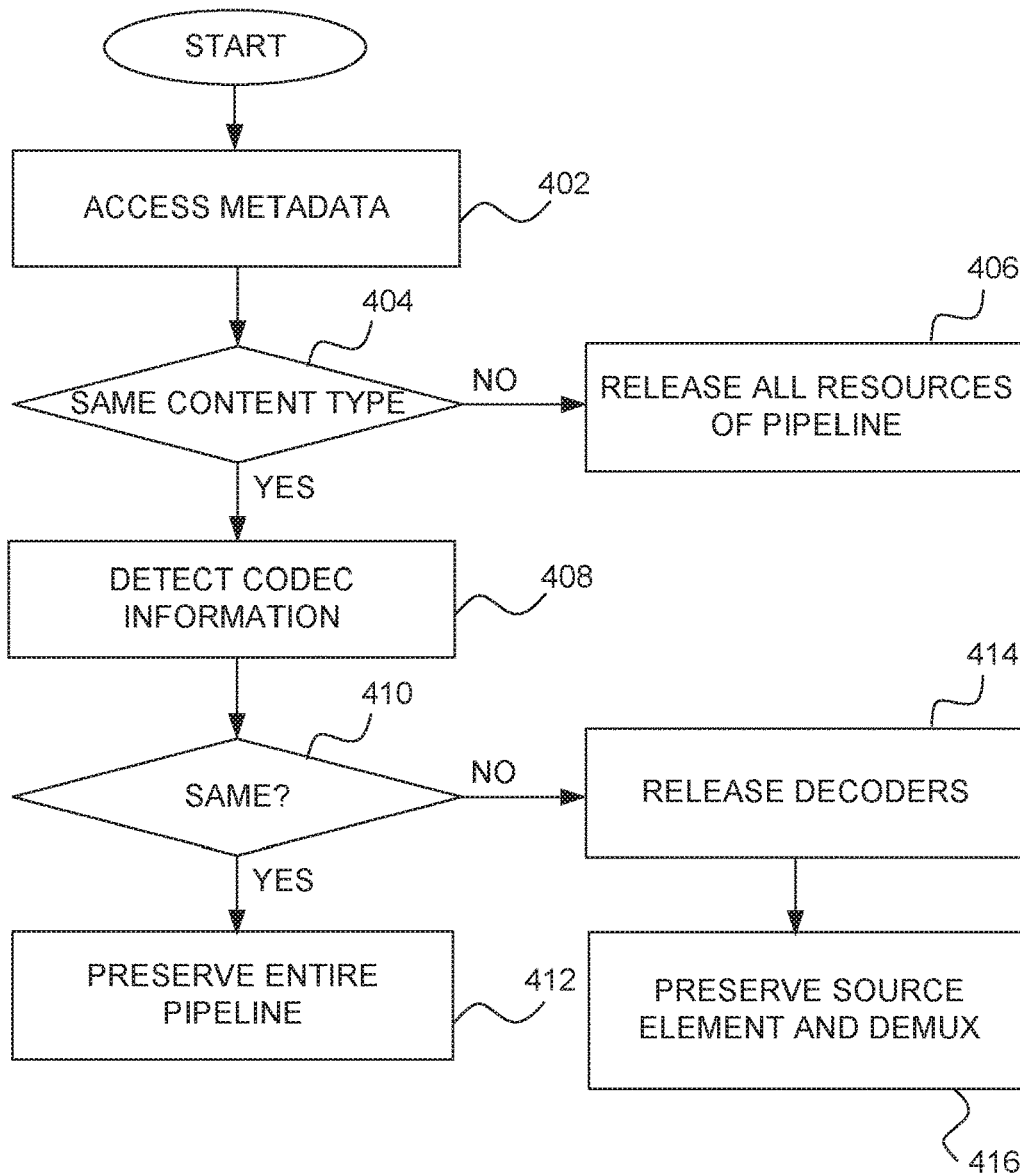 START
ACCESS METADATA
402
404
406
SAME CONTENT TYPE
NO
RELEASE ALL RESOURCES
OF PIPELINE
YES
DETECT CODEC
INFORMATION
408
410
414
SAME?
NO
RELEASE DECODERS
YES
PRESERVE ENTIRE
PIPELINE
412
PRESERVE SOURCE
ELEMENT AND DEMUX
416